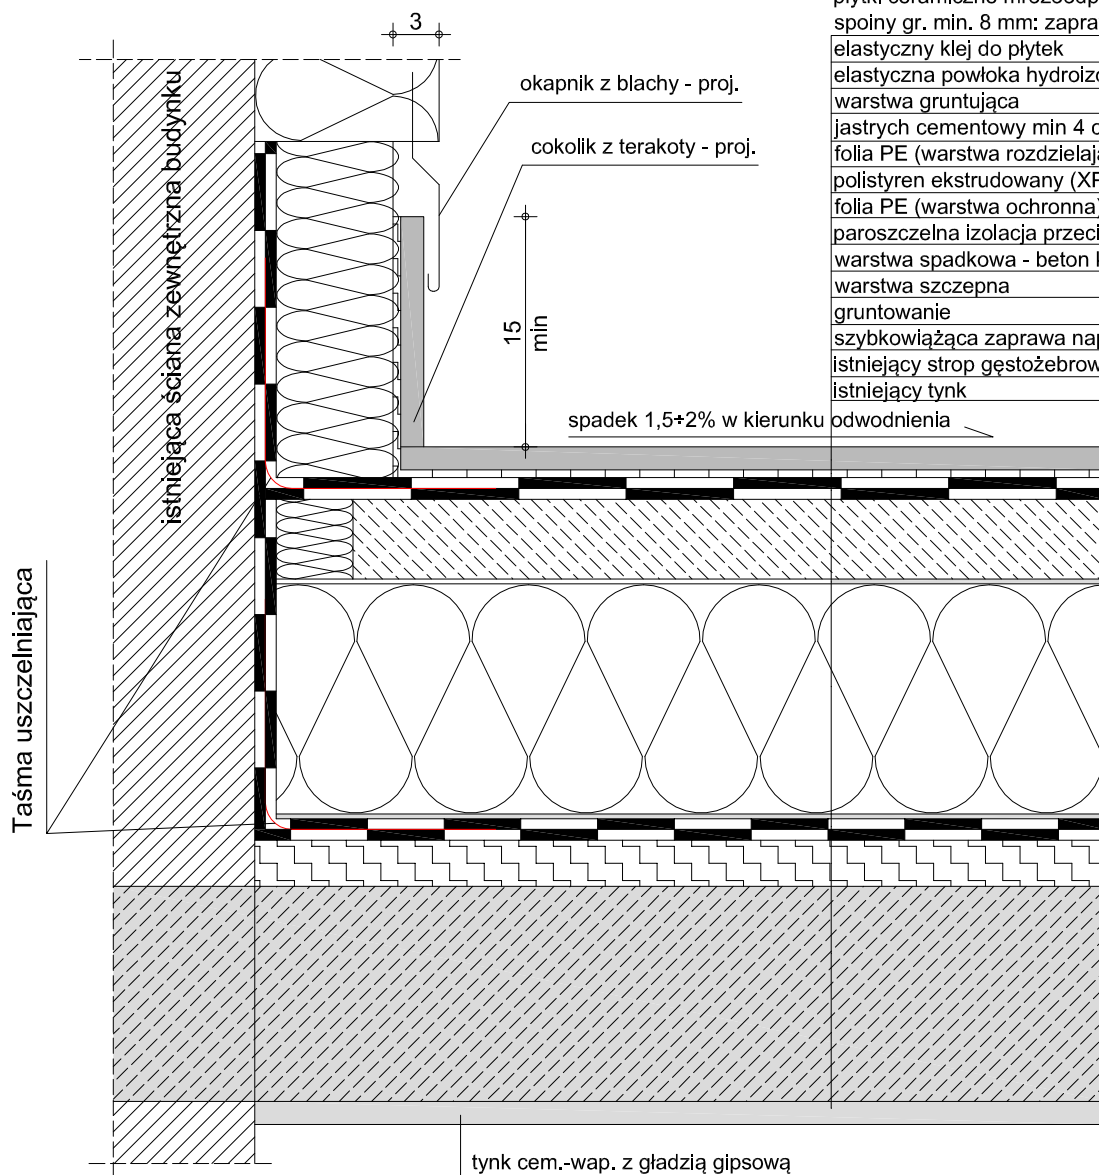 płytki ceramiczne
spoiny gr. min. 8 mm: zapra
elastyczny klej do płytek
elastyczna powłoka hydroizo
warstwa gruntująca
jastrych cementowy min 4 c
folia PE (warstwa rozdzielają
polistyren ekstrudowany (XP
folia PE (warstwa ochronna)
paroszczelna izolacja przeci
warstwa spadkowa - beton k
warstwa szczepna
gruntowanie
szybkowiążąca zaprawa nap
istniejący strop gęstożebrow
istniejący tynk
3
okapnik z blachy - proj.
cokolik z terakoty - proj.
istniejąca ściana zewnętrzna budynku
15
min
spadek 1,5÷2% w kierunku odwodnienia
Taśma uszczelniająca
tynk cem.-wap. z gładzią gipsową